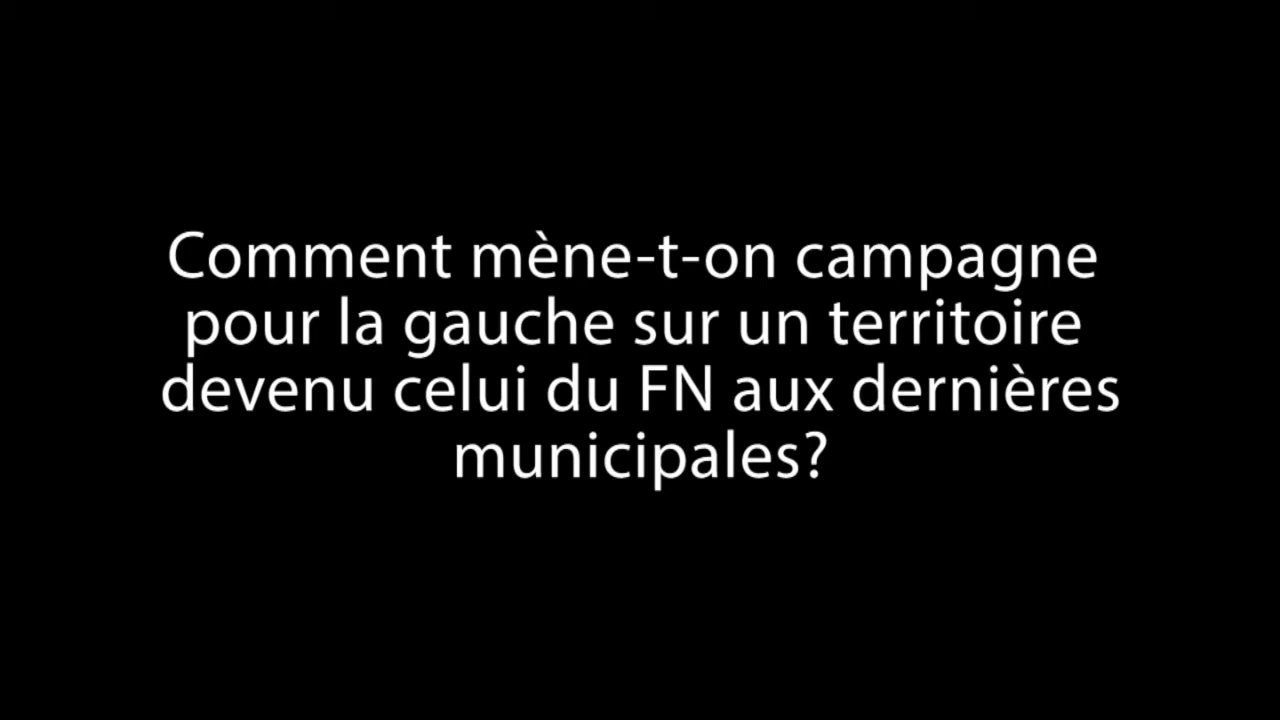 Comment mène-t-on campagne
pour la gauche sur un territoire
devenu celui du FN aux dernières
municipales?